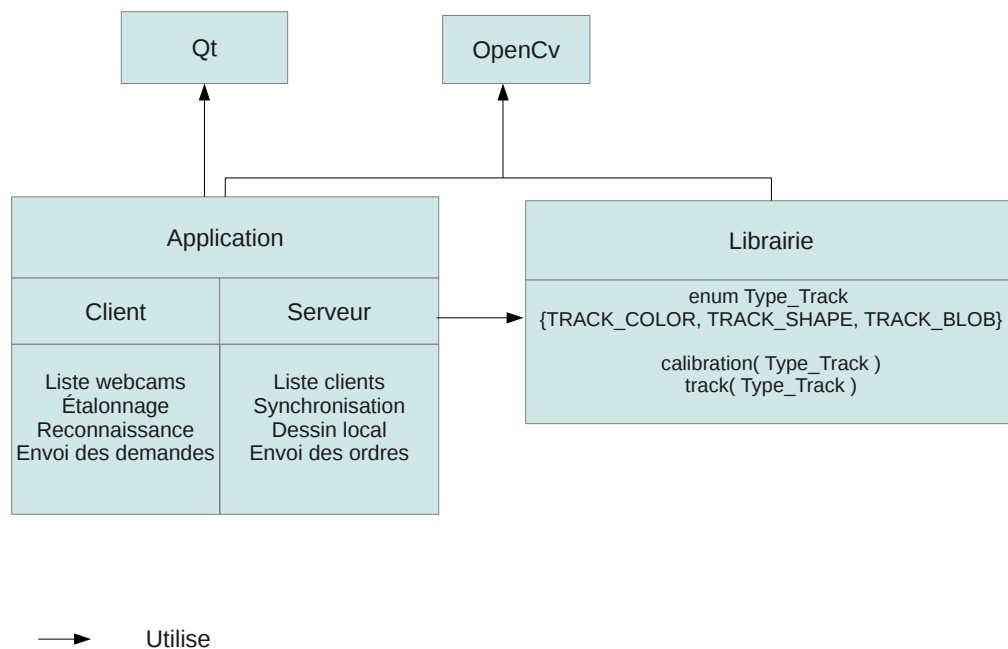 Qt
OpenCv
Application
Librairie
Client
Serveur
enum Type_Track
{TRACK_COLOR, TRACK_SHAPE, TRACK_BLOB}
calibration( Type_Track )
track( Type_Track )
Liste webcams
Étalonnage
Reconnaissance
Envoi des demandes
Liste clients
Synchronisation
Dessin local
Envoi des ordres
Utilise